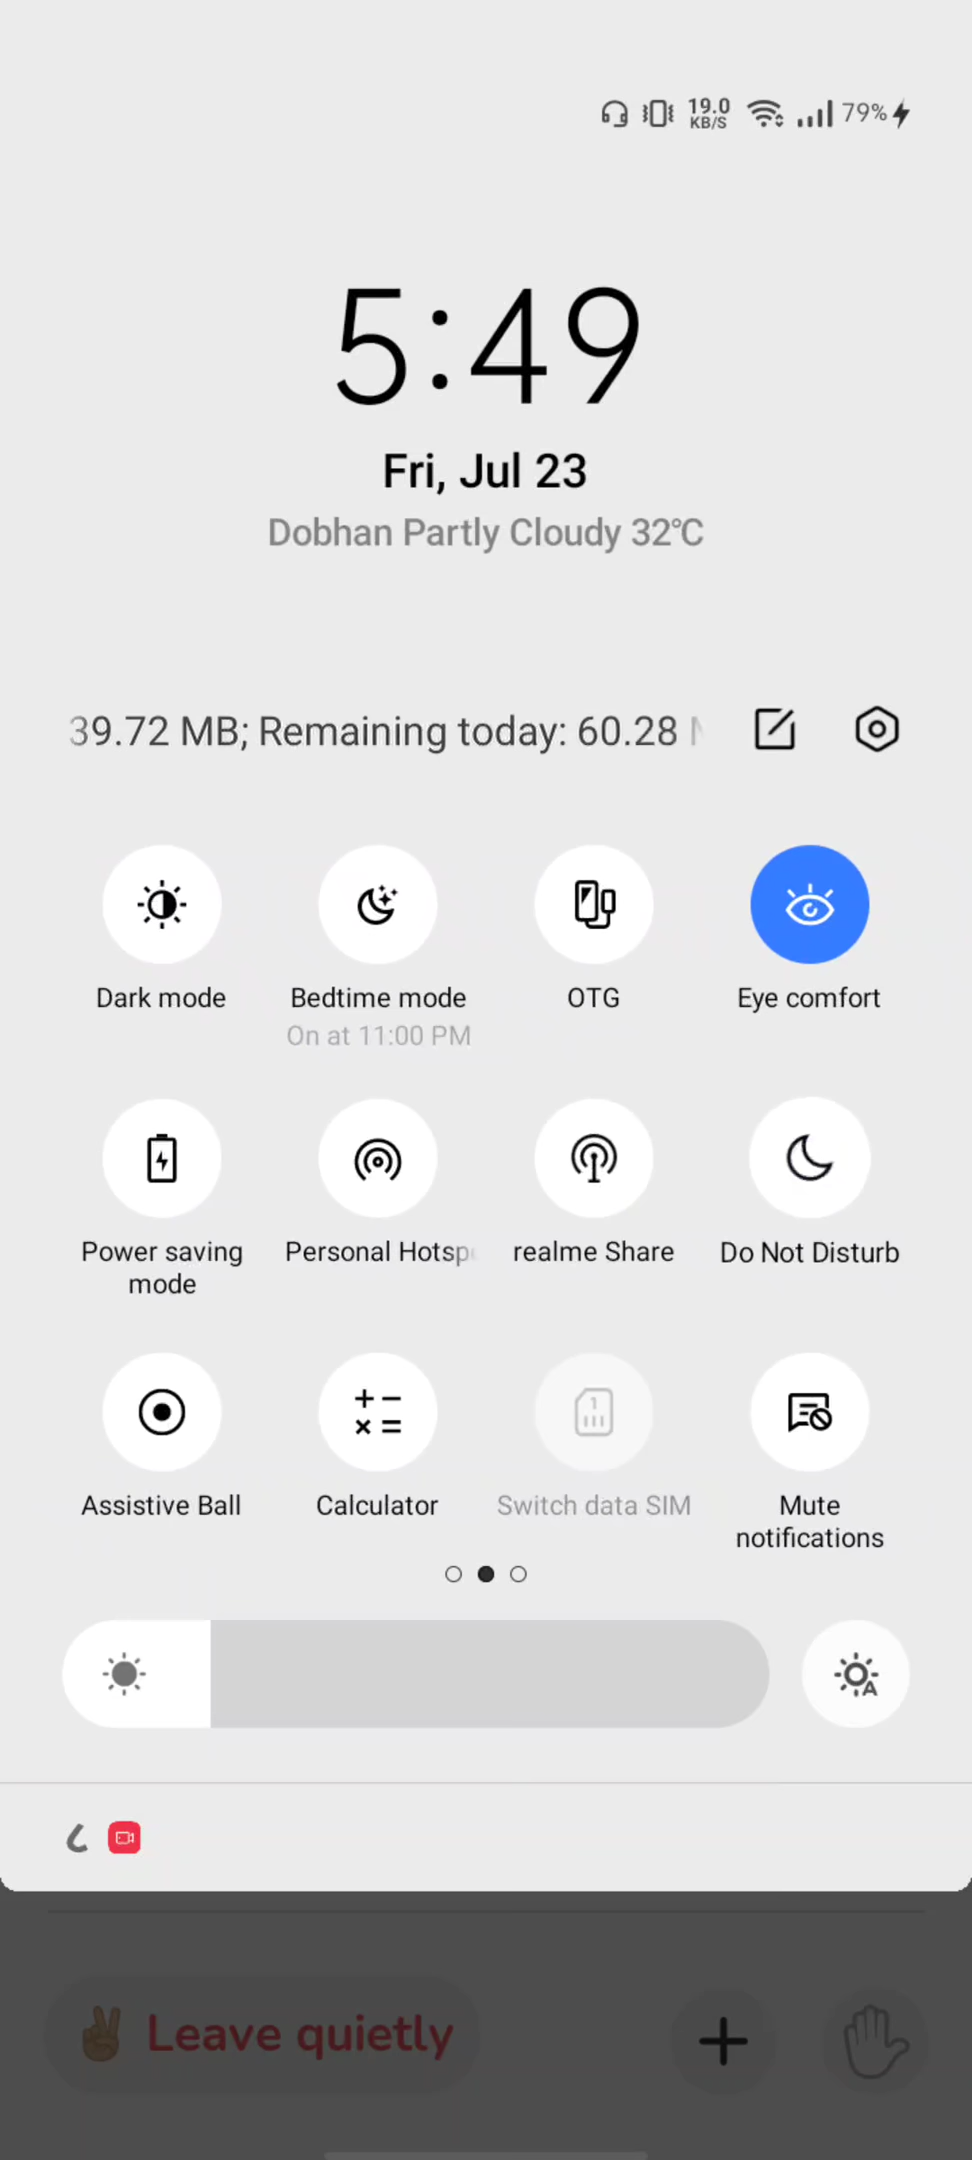 19.0
KB/S
79%
5:49
Fri, Jul 23
Dobhan Partly Cloudy 32°C
39.72 MB; Remaining today: 60.28
Dark mode
Bedtime mode
On at 11:00 PM
OTG
Eye comfort
Power saving
mode
Personal Hotsp
realme Share
Do Not Disturb
Assistive Ball
Calculator
1
Switch data SIM
Mute
notifications
A
Leave quietly